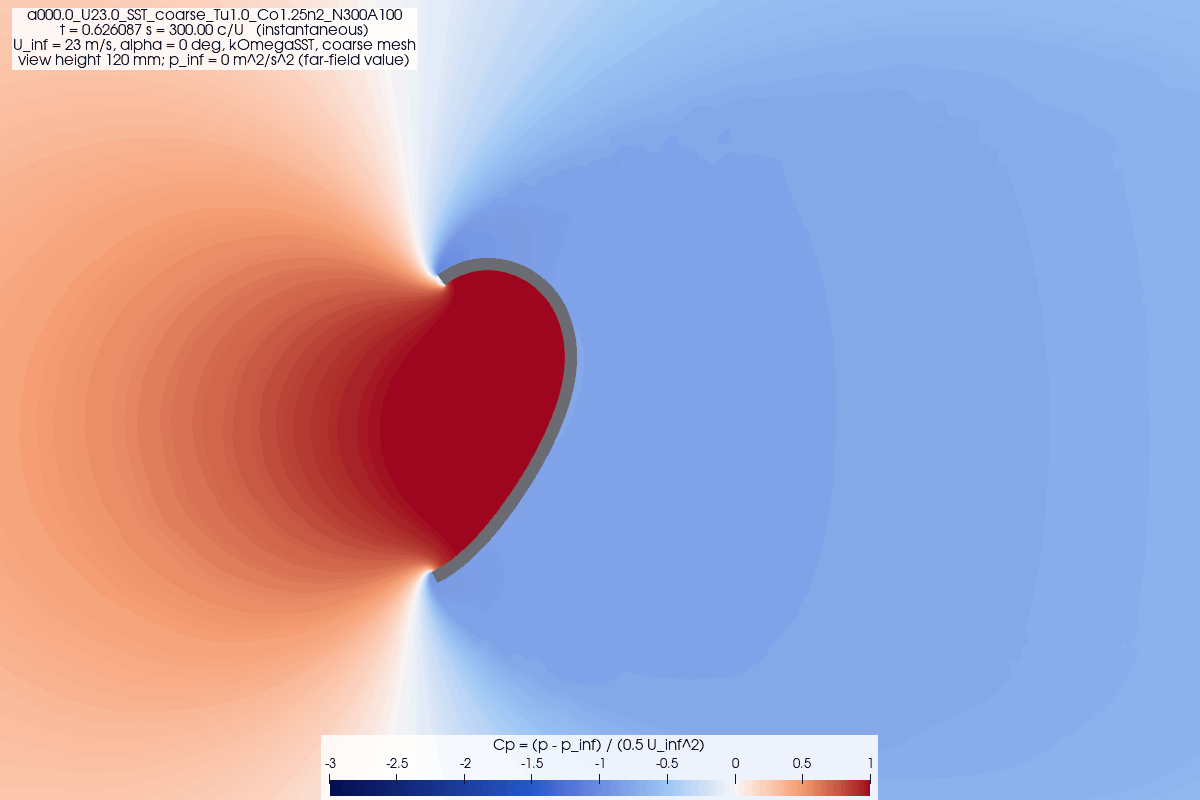 a000.0_U23.0_SST_coarse_Tu1.0_Co1.25n2_N300A100
t = 0.626087 s = 300.00 c/U   (instantaneous)
U_inf = 23 m/s, alpha = 0 deg, kOmegaSST, coarse mesh
view height 120 mm; p_inf = 0 m^2/s^2 (far-field value)
Cp = (p - p_inf) / (0.5 U_inf^2)
-3 -2.5 -2 -1.5 -1 -0.5 0 0.5 1